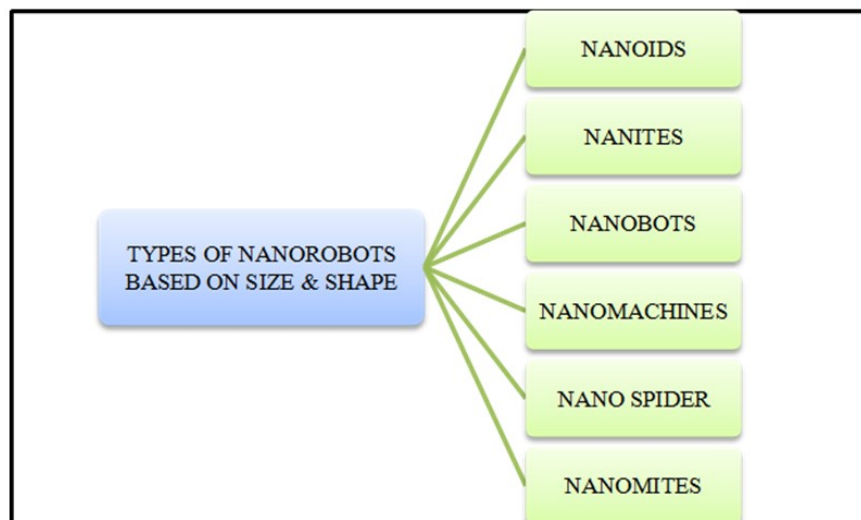 TYPES OF NANOROBOTS
BASED ON SIZE & SHAPE
NANOIDS
NANITES
NANOBOTS
NANOMACHINES
NANO SPIDER
NANOMITES